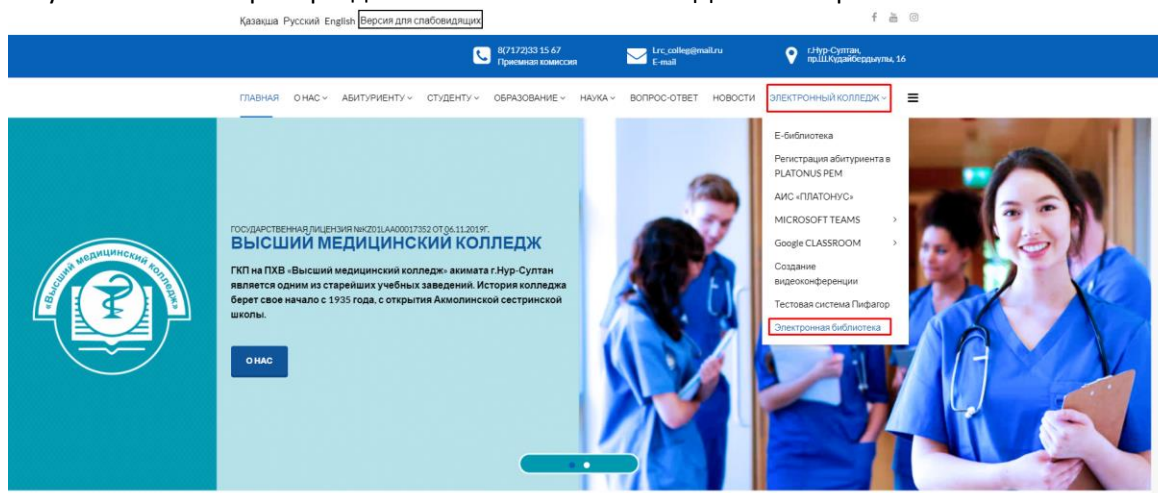 Қазақша Русский English Версия для слабовидящих
8(7172)33 15 67
Приемная комиссия
Lrc_colleg@mail.ru
E-mail
г.Нур-Султан,
пр.Ш.Кудайбердыулы, 16
ГЛАВНАЯ О НАС АБИТУРИЕНТУ СТУДЕНТУ ОБРАЗОВАНИЕ НАУКА ВОПРОС-ОТВЕТ НОВОСТИ ЭЛЕКТРОННЫЙ КОЛЛЕДЖ
Е-библиотека
Регистрация абитуриента в
PLATONUS PEM
АИС «ПЛАТОНУС»
MICROSOFT TEAMS
Google CLASSROOM
Создание
видеоконференции
Тестовая система Пифагор
Электронная библиотека
«Высший медицинский колледж»
ГОСУДАРСТВЕННАЯ ЛИЦЕНЗИЯ №KZ01LAA00017352 ОТ 06.11.2019Г.
ВЫСШИЙ МЕДИЦИНСКИЙ КОЛЛЕДЖ
ГКП на ПХВ «Высший медицинский колледж» акимата г.Нур-Султан
является одним из старейших учебных заведений. История колледжа
берет свое начало с 1935 года, с открытия Акмолинской сестринской
школы.
О НАС